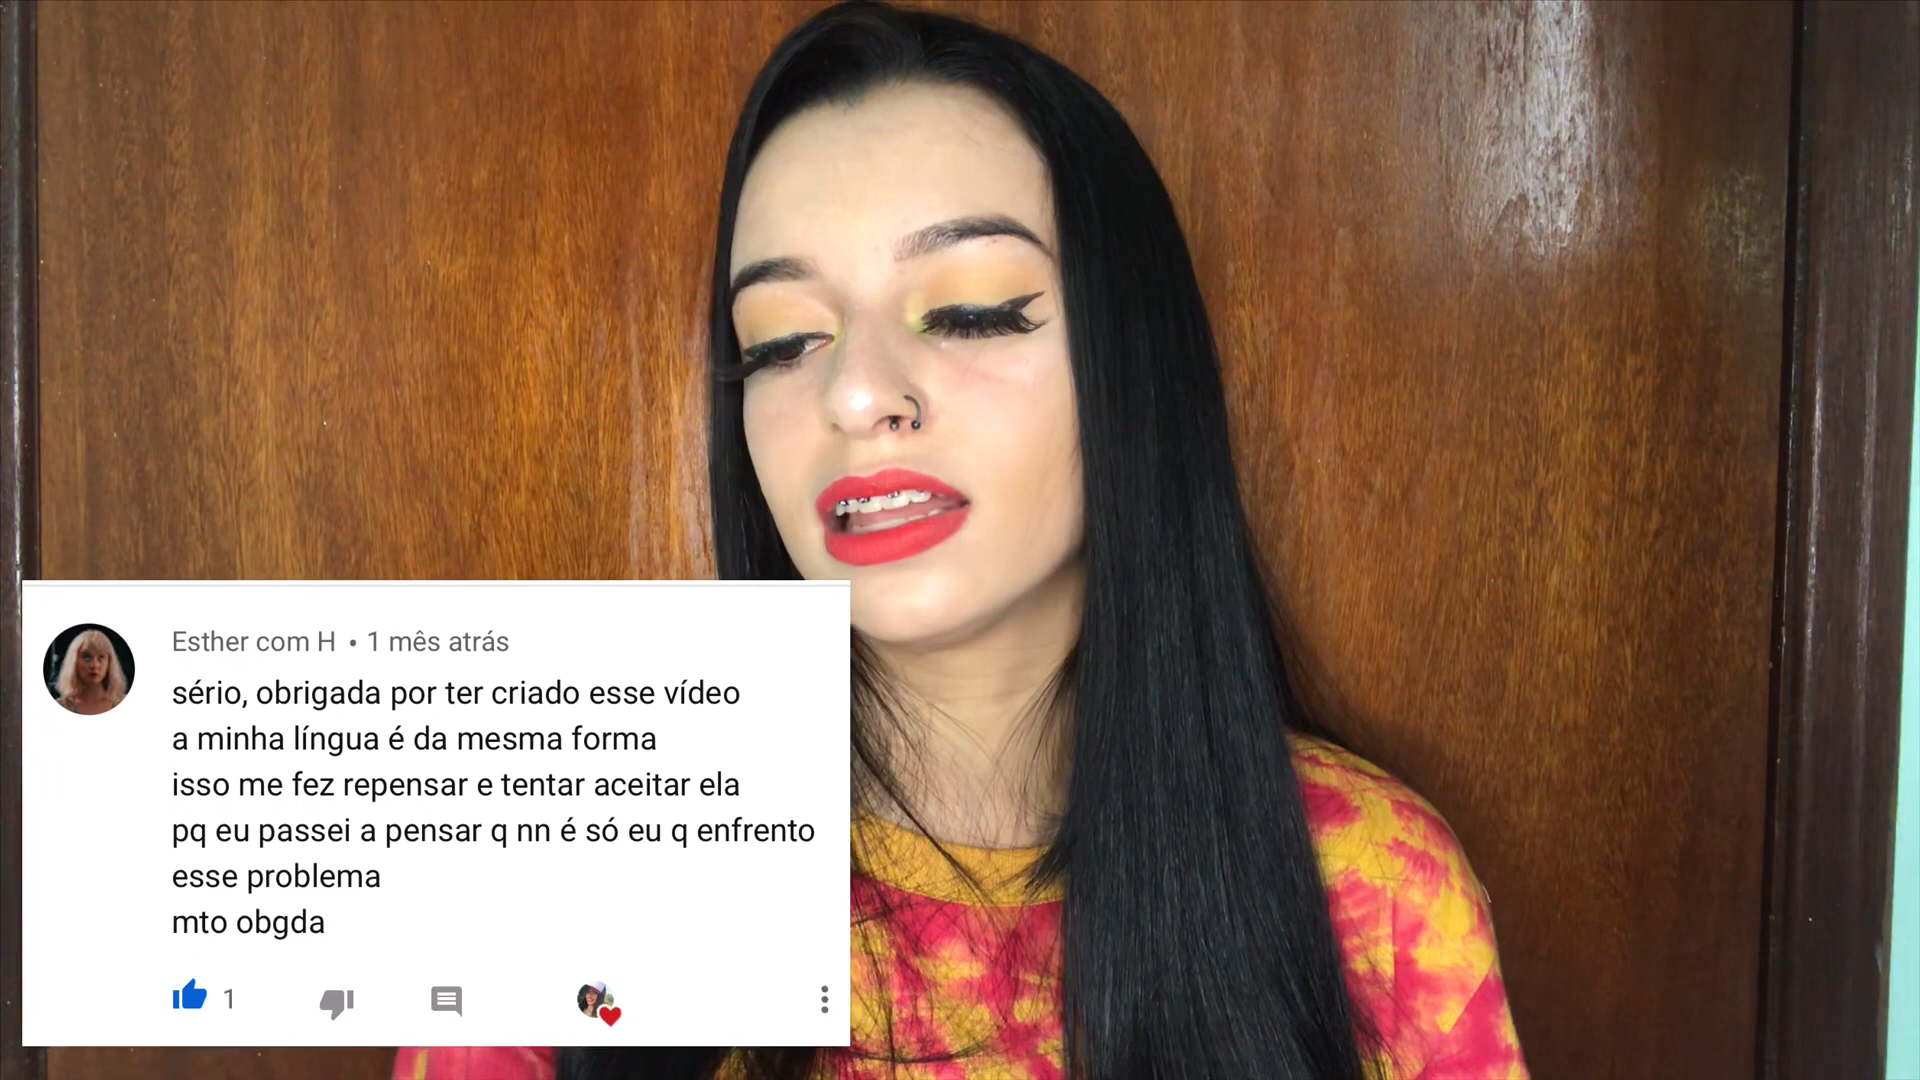 Esther com H • 1 mês atrás
sério, obrigada por ter criado esse vídeo
a minha língua é da mesma forma
isso me fez repensar e tentar aceitar ela
pq eu passei a pensar q nn é só eu q enfrento
esse problema
mto obgda
1